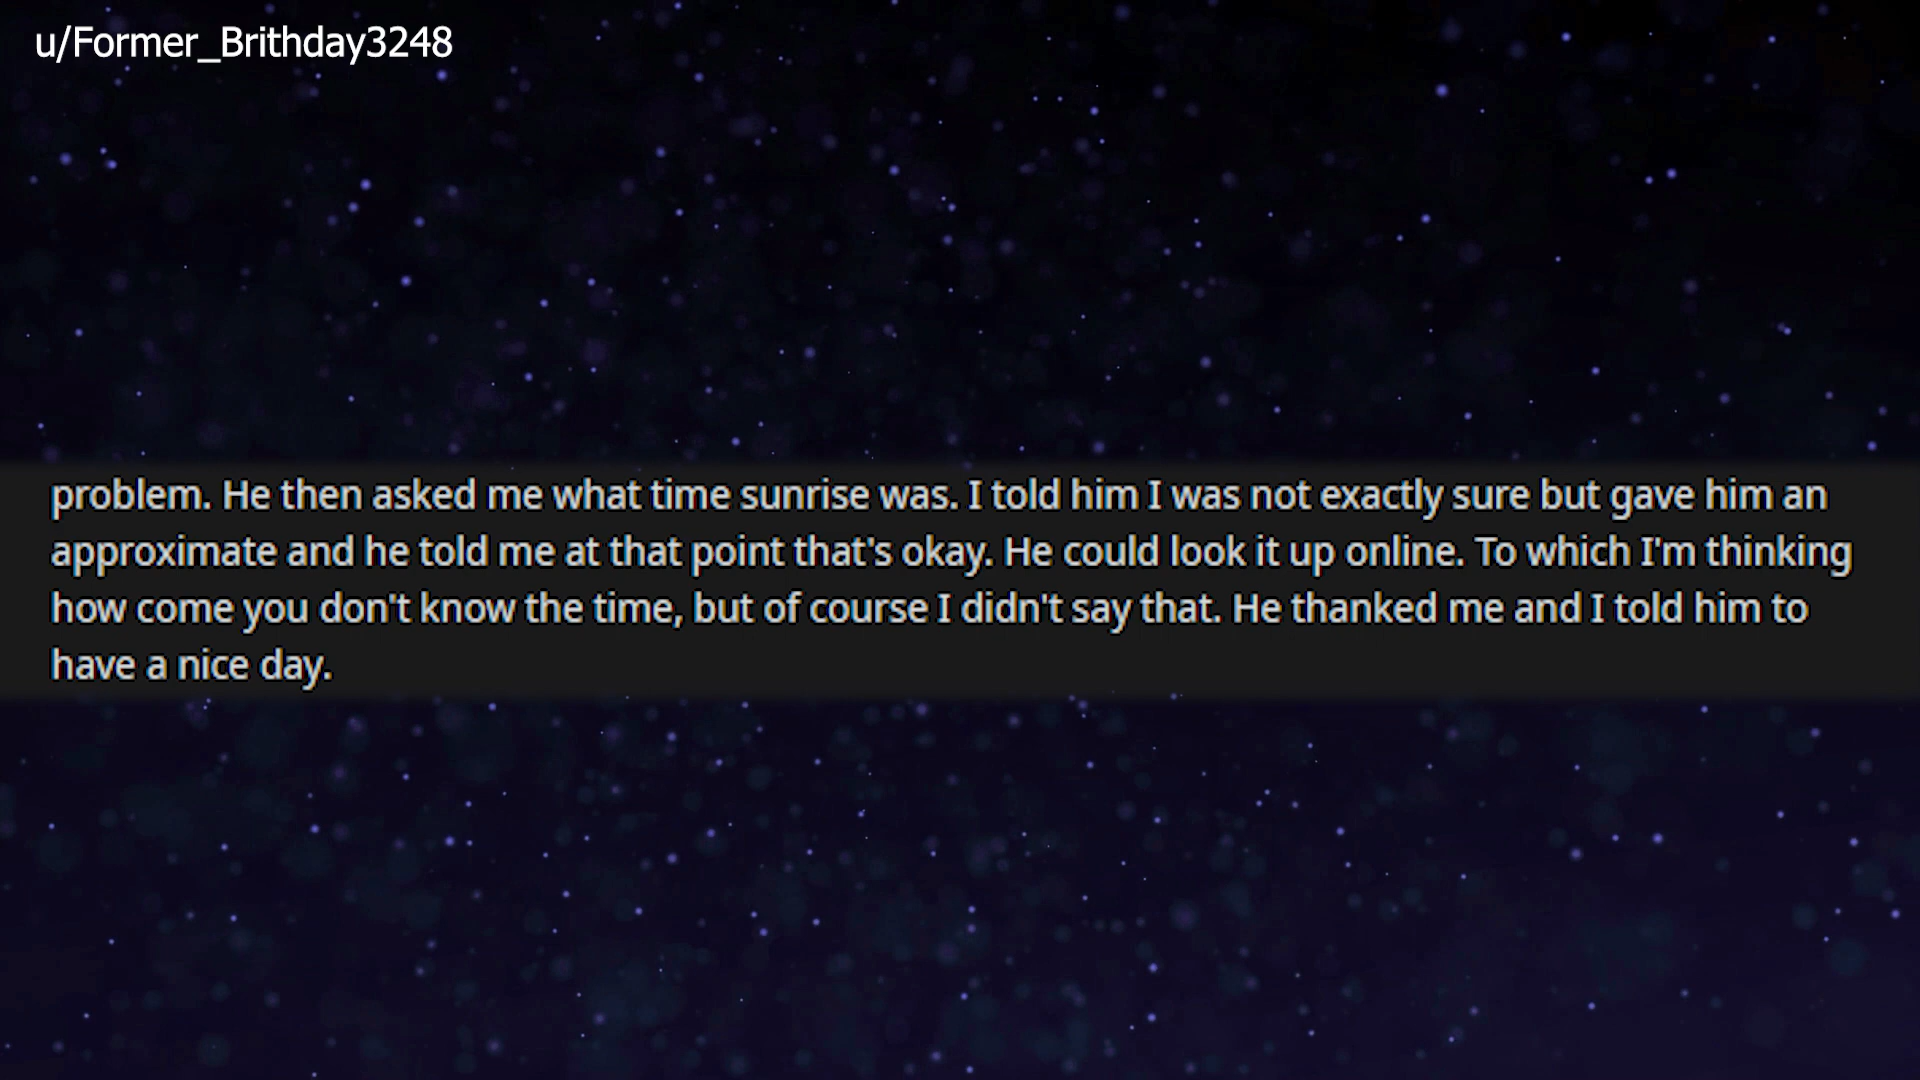 u/Former_Brithday3248
problem. He then asked me what time sunrise was. I told him I was not exactly sure but gave him an
approximate and he told me at that point that's okay. He could look it up online. To which I'm thinking
how come you don't know the time, but of course I didn't say that. He thanked me and I told him to
have a nice day.